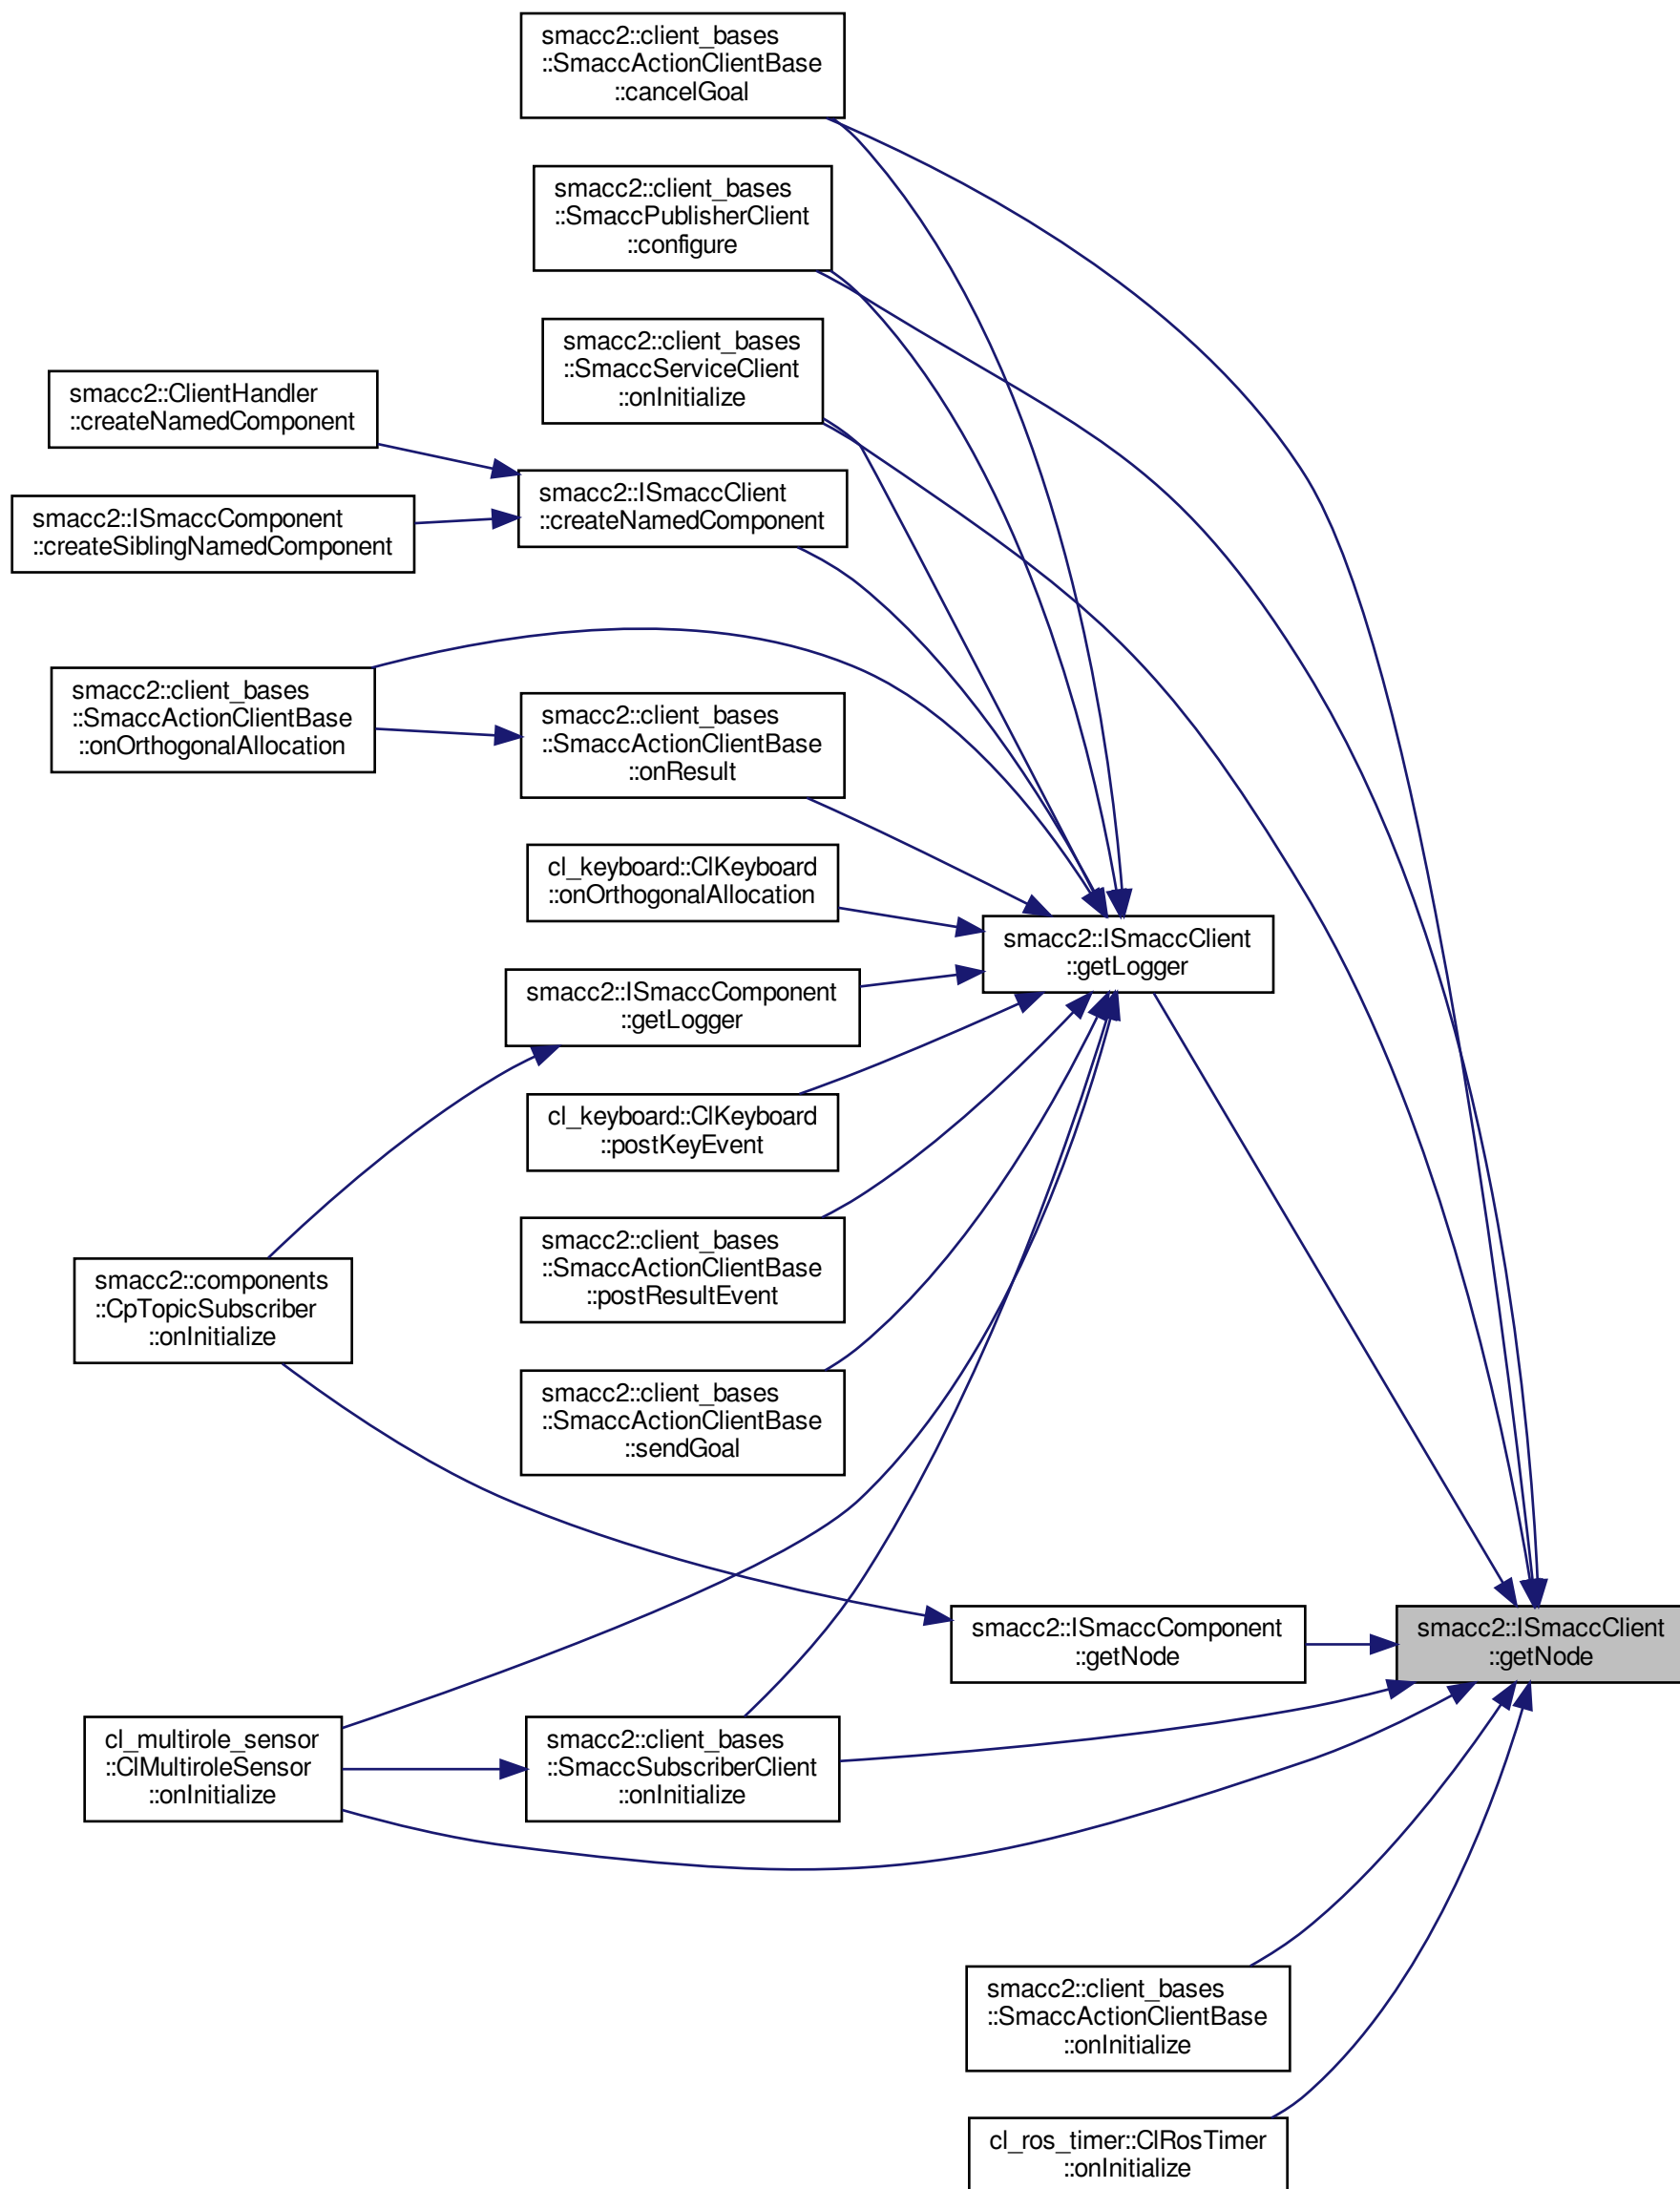 smacc2::client_bases
::SmaccActionClientBase
::cancelGoal
smacc2::client_bases
::SmaccPublisherClient
::configure
smacc2::client_bases
::SmaccServiceClient
::onInitialize
smacc2::ClientHandler
::createNamedComponent
smacc2::ISmaccClient
::createNamedComponent
smacc2::ISmaccComponent
::createSiblingNamedComponent
smacc2::client_bases
::SmaccActionClientBase
::onOrthogonalAllocation
smacc2::client_bases
::SmaccActionClientBase
::onResult
cl_keyboard::ClKeyboard
::onOrthogonalAllocation
smacc2::ISmaccClient
::getLogger
smacc2::ISmaccComponent
::getLogger
cl_keyboard::ClKeyboard
::postKeyEvent
smacc2::client_bases
::SmaccActionClientBase
::postResultEvent
smacc2::components
::CpTopicSubscriber
::onInitialize
smacc2::client_bases
::SmaccActionClientBase
::sendGoal
smacc2::ISmaccComponent
::getNode
smacc2::ISmaccClient
::getNode
cl_multirole_sensor
::ClMultiroleSensor
::onInitialize
smacc2::client_bases
::SmaccSubscriberClient
::onInitialize
smacc2::client_bases
::SmaccActionClientBase
::onInitialize
cl_ros_timer::ClRosTimer
::onInitialize